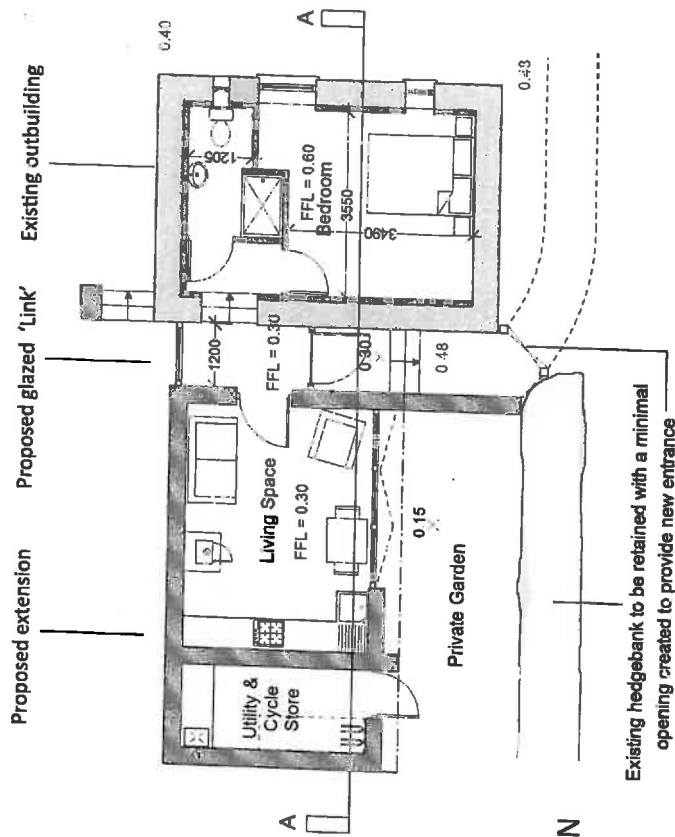 Proposed extension
Proposed glazed 'Link'
Existing outbuilding
A
0.40
1205
FFL = 0.60
Bedroom
3550
3490
0.48
1200
FFL = 0.30
0.30
0.48
Living Space
FFL = 0.30
0.15
Utility &
Cycle
Store
Private Garden
A
N
Existing hedgebank to be retained with a minimal
opening created to provide new entrance